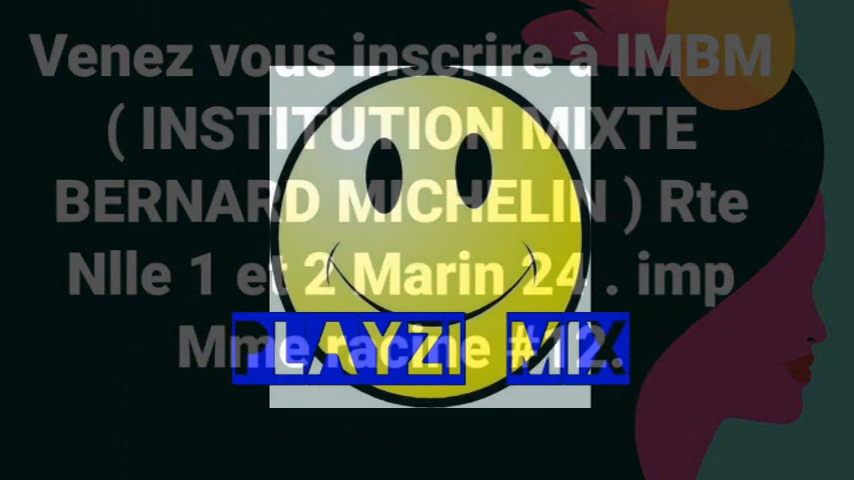 Venez vous inscrire à IMBM
( INSTITUTION MIXTE
BERNARD MICHELIN ) Rte
Nlle 1 et 2 Marin 24 . imp
Mme racine #12.
PLAYZI MIX